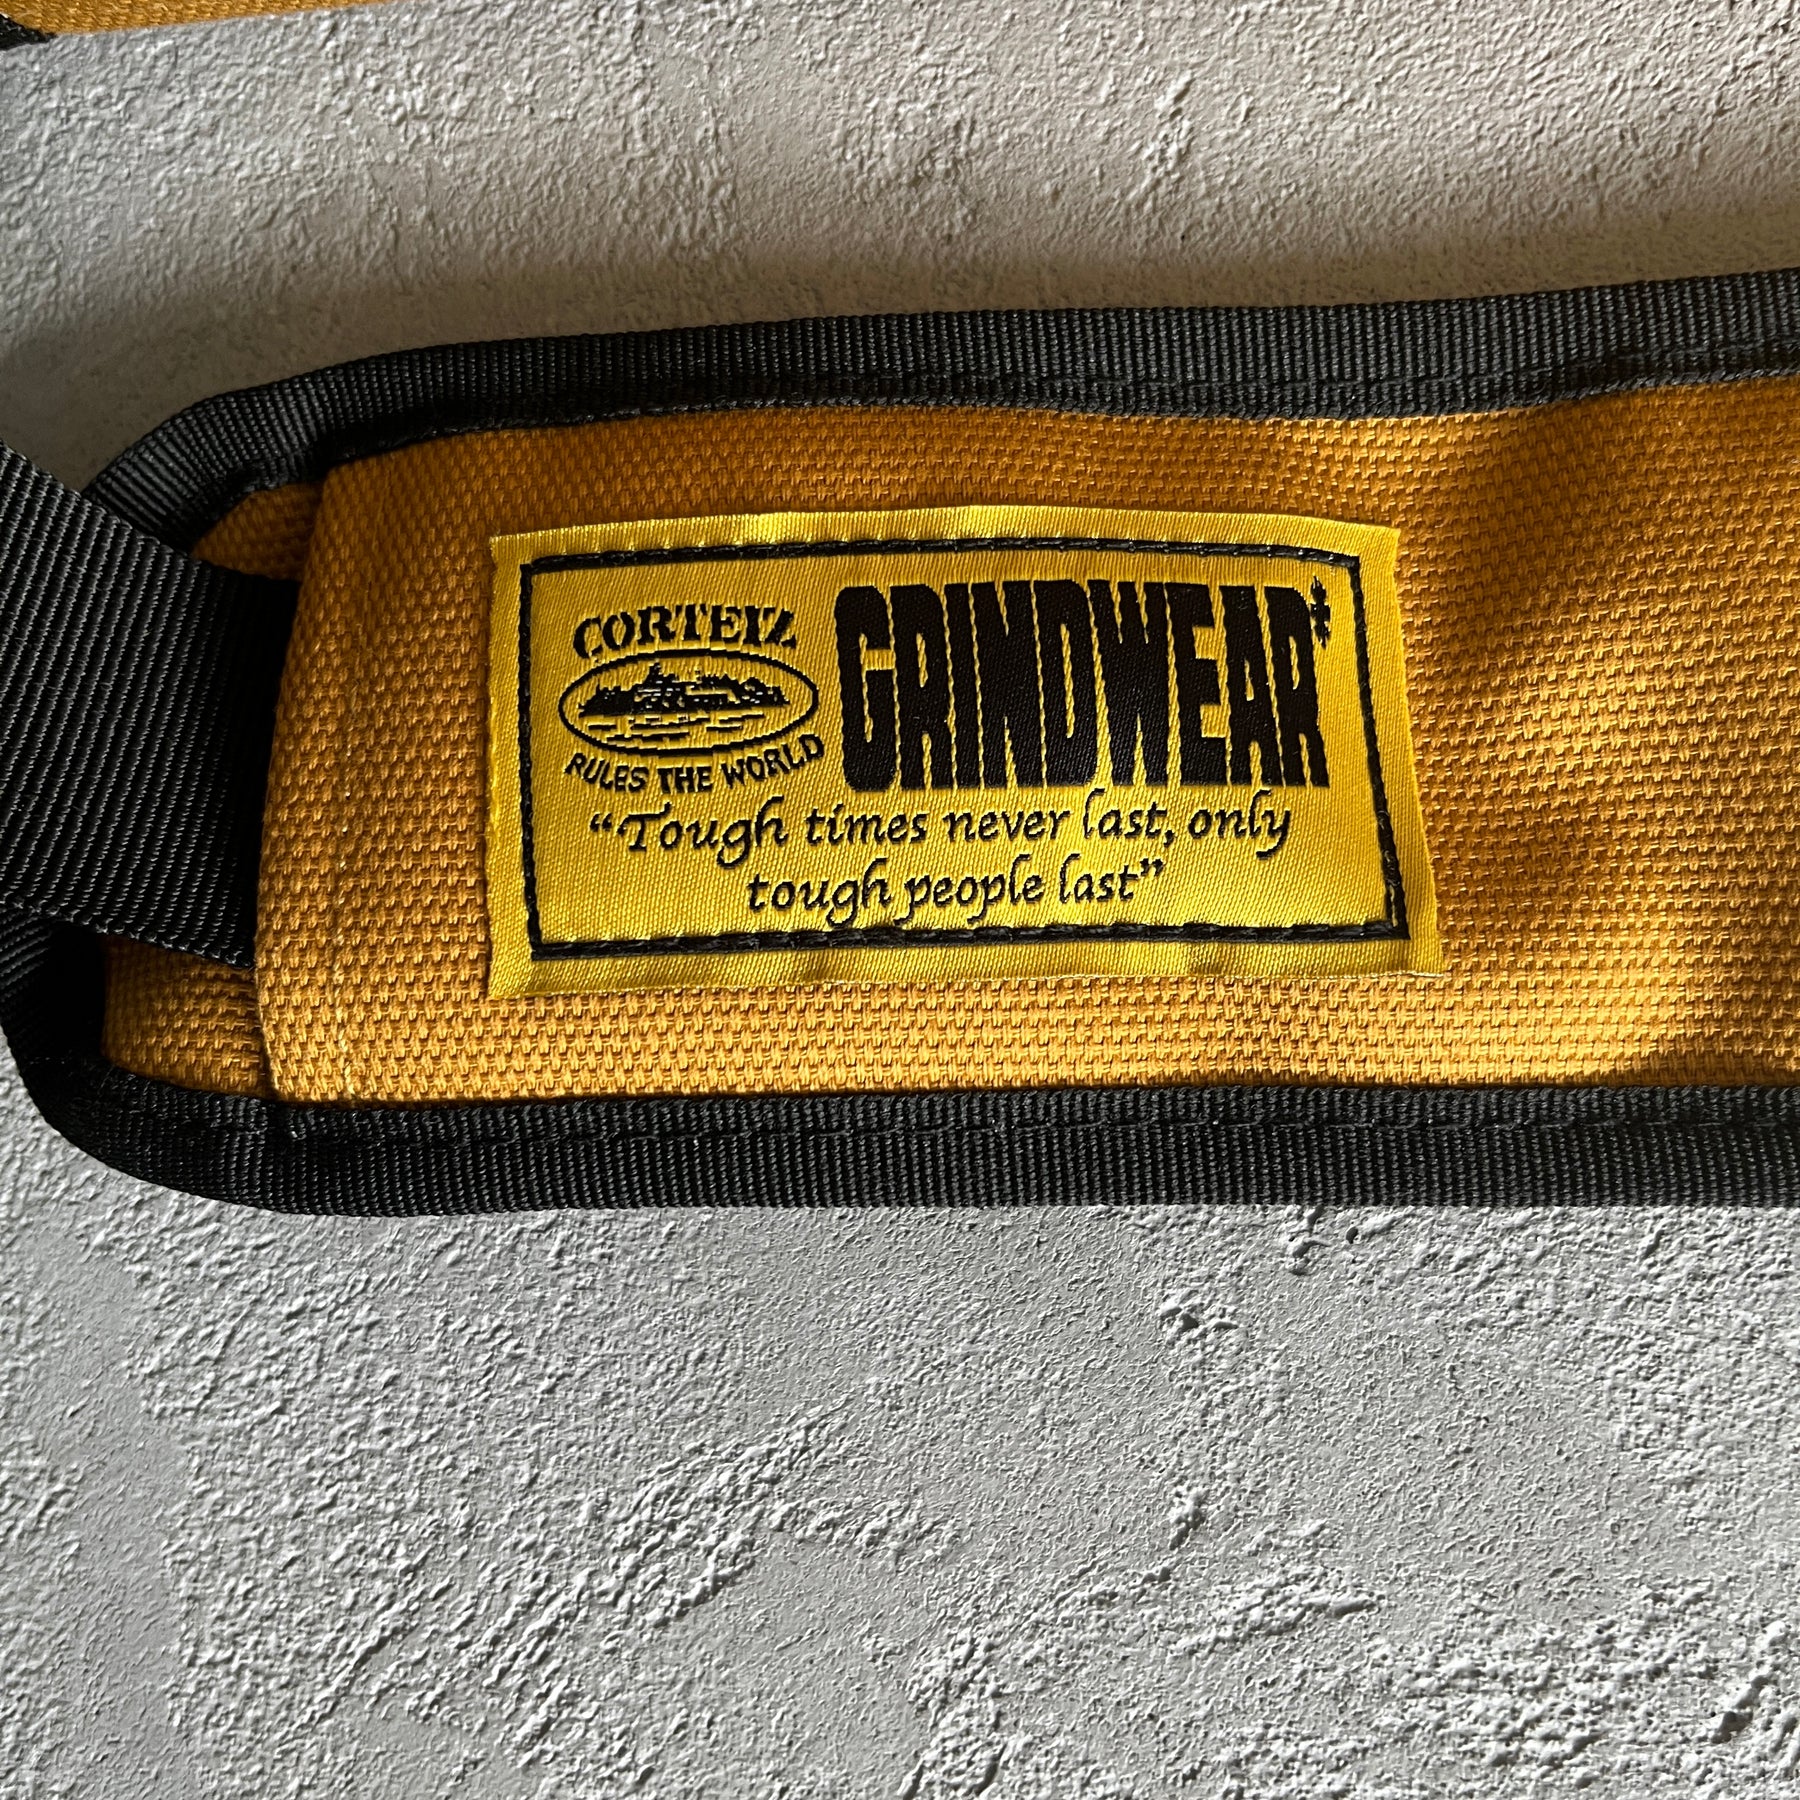 CORTEIZ
RULES THE WORLD
GRINDWEAR
“Tough times never last, only
tough people last”